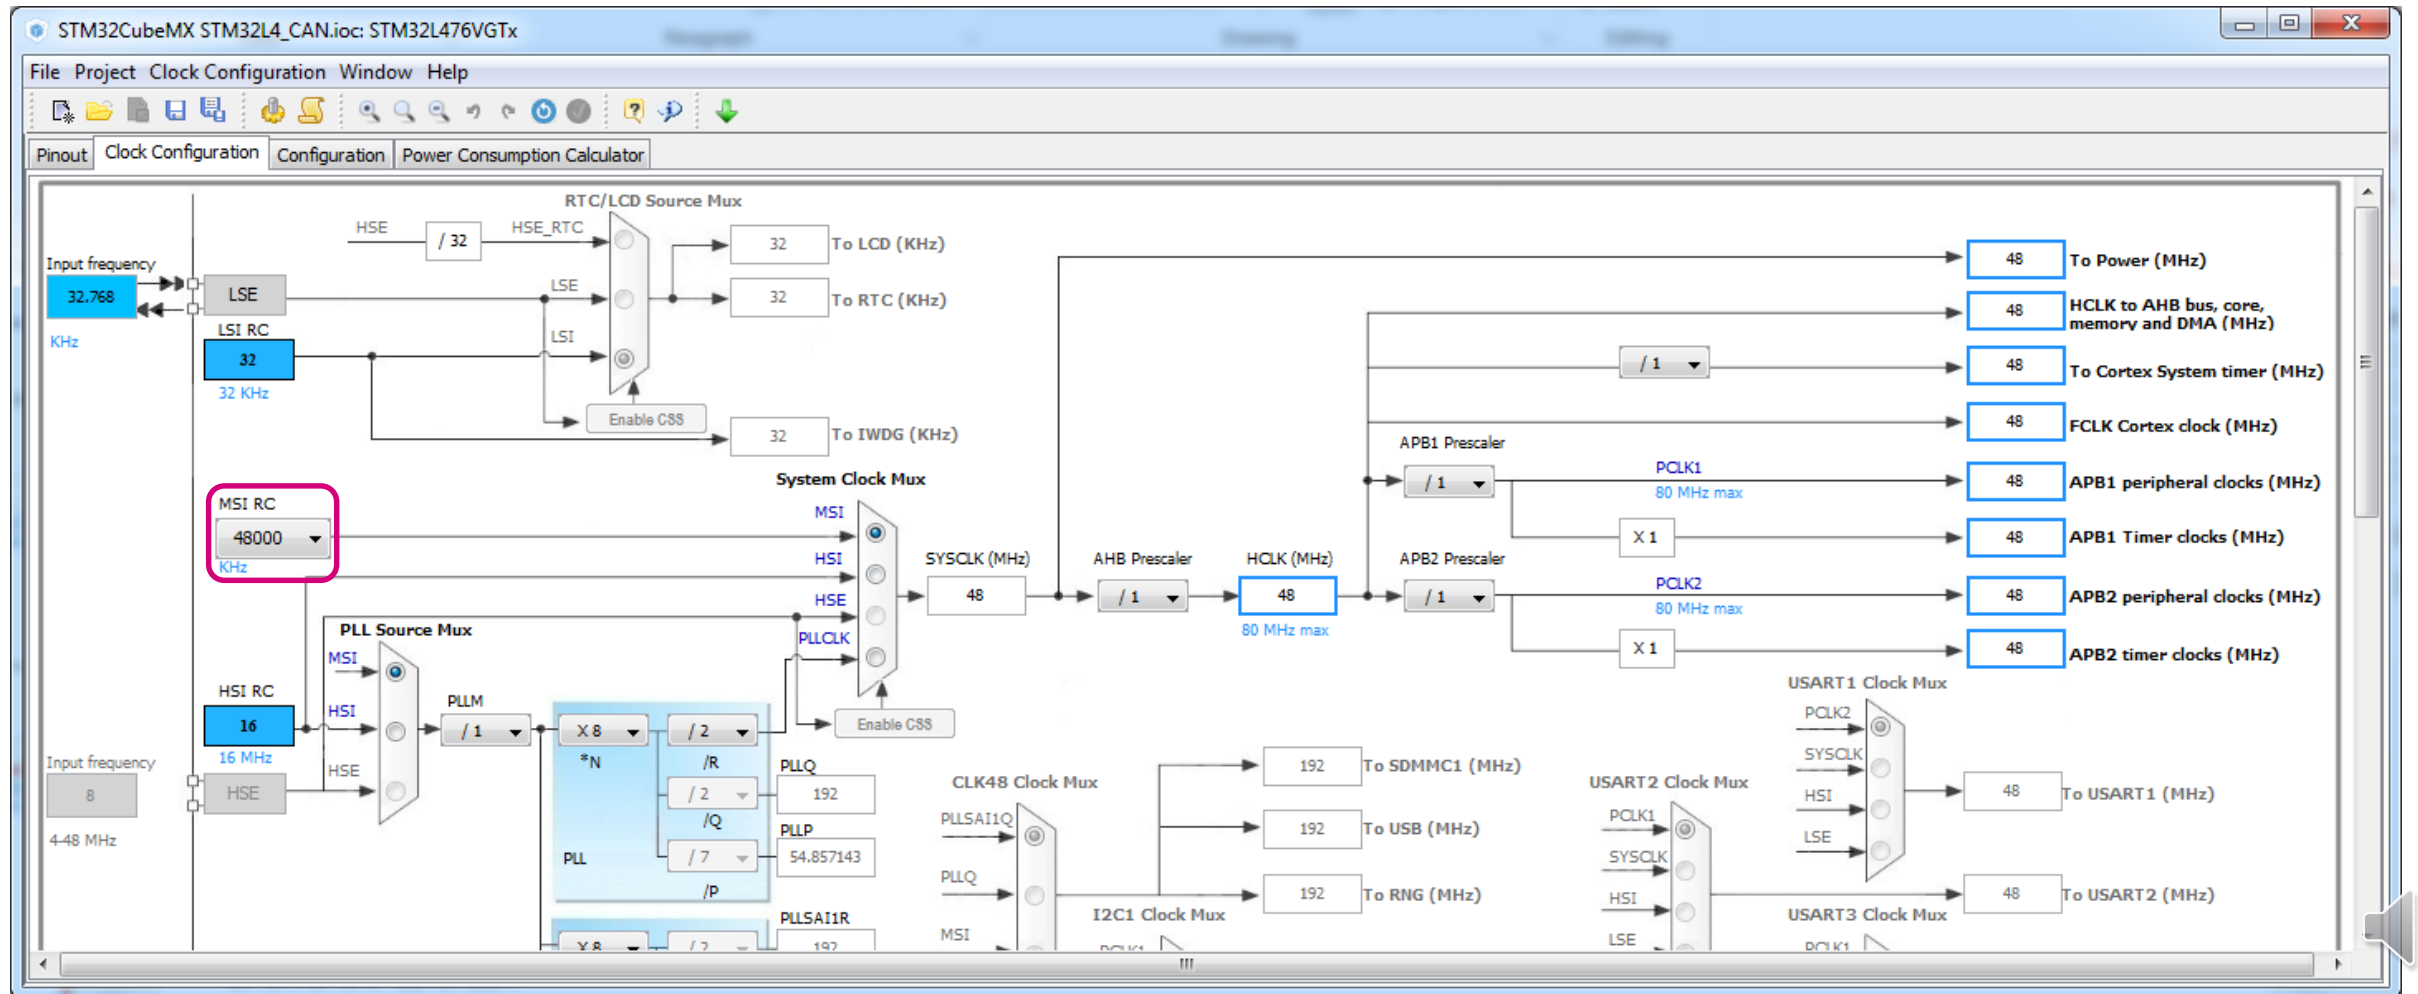 STM32CubeMX STM32L4_CAN.ioc: STM32L476VGTx
File Project Clock Configuration Window Help
Pinout Clock Configuration Configuration Power Consumption Calculator
RTC/LCD Source Mux
HSE
/ 32
HSE_RTC
32
To LCD (KHz)
Input frequency
32.768
KHz
LSE
LSE
32
To RTC (KHz)
LSI RC
32
32 KHz
LSI
Enable CSS
32
To IWDG (KHz)
48
To Power (MHz)
48
HCLK to AHB bus, core,
memory and DMA (MHz)
/ 1
48
To Cortex System timer (MHz)
48
FCLK Cortex clock (MHz)
APB1 Prescaler
/ 1
PCLK1
80 MHz max
48
APB1 peripheral clocks (MHz)
X 1
48
APB1 Timer clocks (MHz)
MSI RC
48000
KHz
System Clock Mux
MSI
HSI
HSE
PLLCLK
Enable CSS
SYSCLK (MHz)
48
AHB Prescaler
/ 1
HCLK (MHz)
48
80 MHz max
APB2 Prescaler
/ 1
PCLK2
80 MHz max
48
APB2 peripheral clocks (MHz)
X 1
48
APB2 timer clocks (MHz)
PLL Source Mux
MSI
HSI
HSE
HSI RC
16
16 MHz
Input frequency
8
4-48 MHz
HSE
PLLM
/ 1
X 8
*N
/ 2
/R
/ 2
/Q
/ 7
/P
PLL
PLLQ
192
PLLP
54.857143
X 8
/ 2
PLLSAI1R
192
CLK48 Clock Mux
PLLSAI1Q
PLLQ
MSI
192
To SDMMC1 (MHz)
192
To USB (MHz)
192
To RNG (MHz)
I2C1 Clock Mux
PCLK1
USART1 Clock Mux
PCLK2
SYSCLK
HSI
LSE
48
To USART1 (MHz)
USART2 Clock Mux
PCLK1
SYSCLK
HSI
LSE
48
To USART2 (MHz)
USART3 Clock Mux
PCLK1